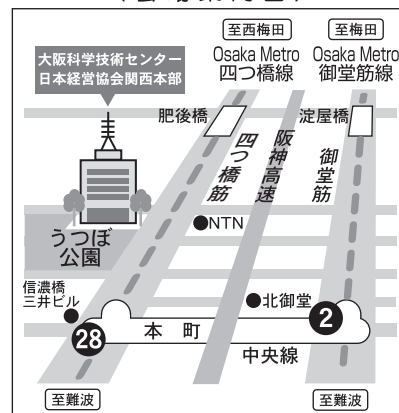 至西梅田
至梅田
Osaka Metro
四つ橋線
Osaka Metro
御堂筋線
大阪科学技術センター
日本経営協会関西本部
肥後橋
淀屋橋
四つ橋筋
阪神高速
御堂筋
NTN
うつぼ
公園
信濃橋
三井ビル
北御堂
2
28
本町
中央線
至難波
至難波